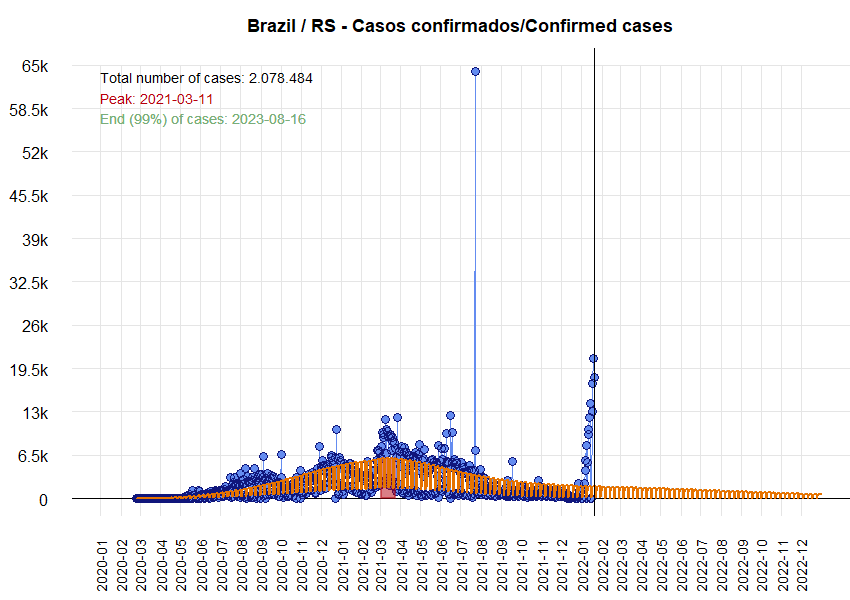 Brazil / RS - Casos confirmados/Confirmed cases
65k
Total number of cases: 2.078.484
Peak: 2021-03-11
End (99%) of cases: 2023-08-16
58.5k
52k
45.5k
39k
32.5k
26k
19.5k
13k
6.5k
0
2020-01
2020-02
2020-03
2020-04
2020-05
2020-06
2020-07
2020-08
2020-09
2020-10
2020-11
2020-12
2021-01
2021-02
2021-03
2021-04
2021-05
2021-06
2021-07
2021-08
2021-09
2021-10
2021-11
2021-12
2022-01
2022-02
2022-03
2022-04
2022-05
2022-06
2022-07
2022-08
2022-09
2022-10
2022-11
2022-12